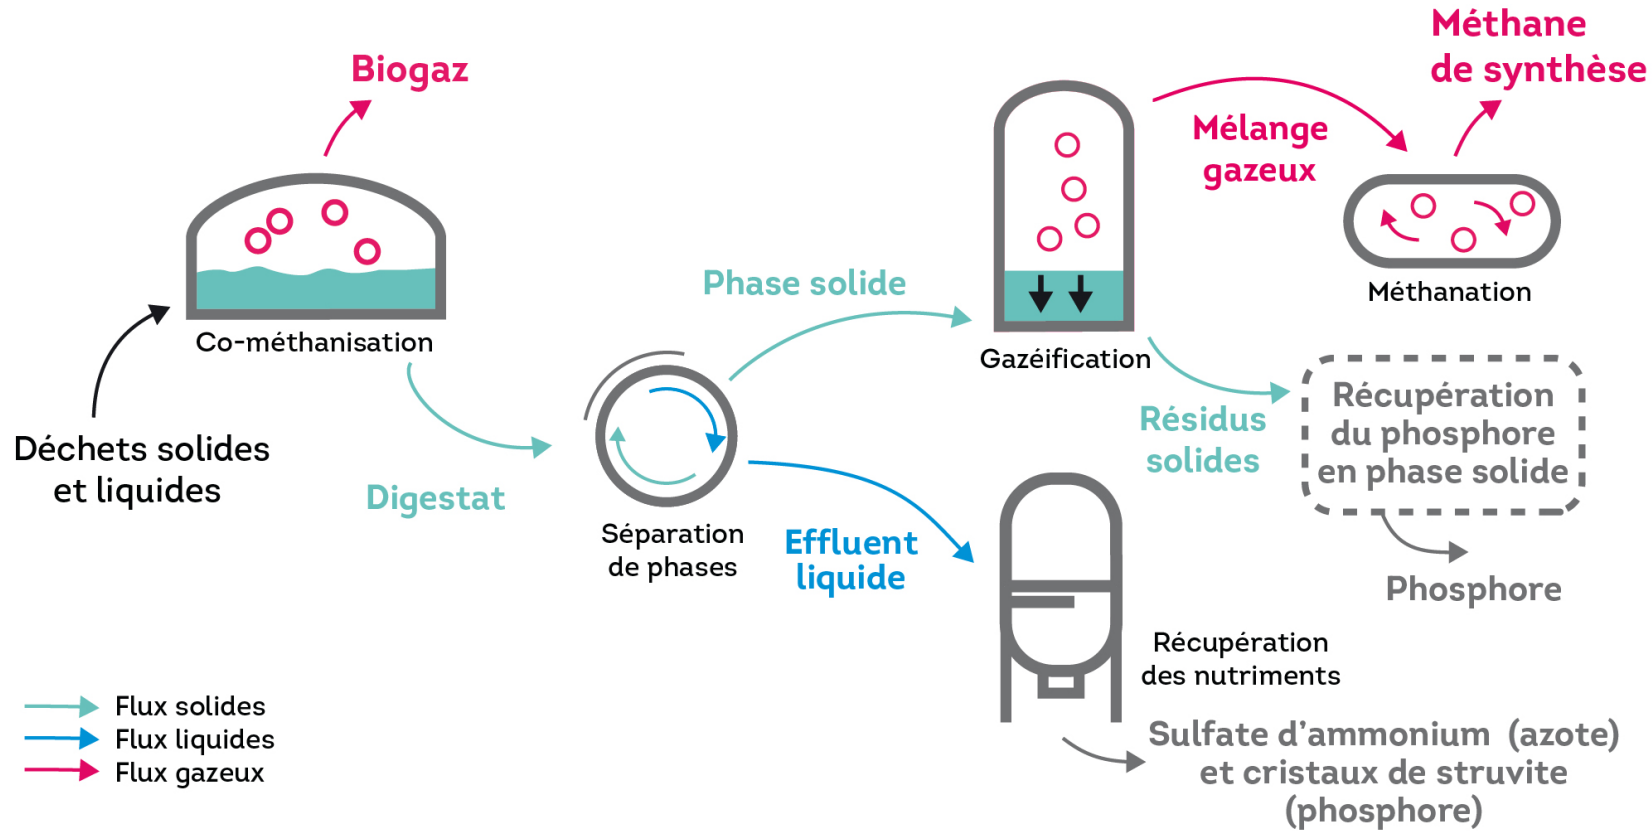 Biogaz
Co-méthanisation
Déchets solides
et liquides
Digestat
Séparation
de phases
Phase solide
Effluent
liquide
Gazéification
Mélange
gazeux
Méthane
de synthèse
Méthanation
Résidus
solides
Récupération
du phosphore
en phase solide
Phosphore
Récupération
des nutriments
Sulfate d’ammonium (azote)
et cristaux de struvite
(phosphore)
Flux solides
Flux liquides
Flux gazeux